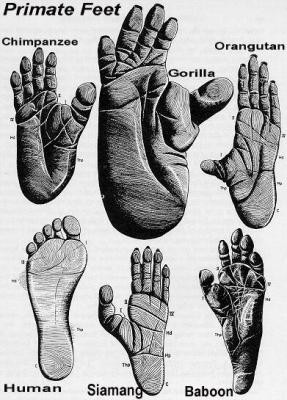 Primate Feet
Chimpanzee
Gorilla
Orangutan
Human
Siamang
Baboon